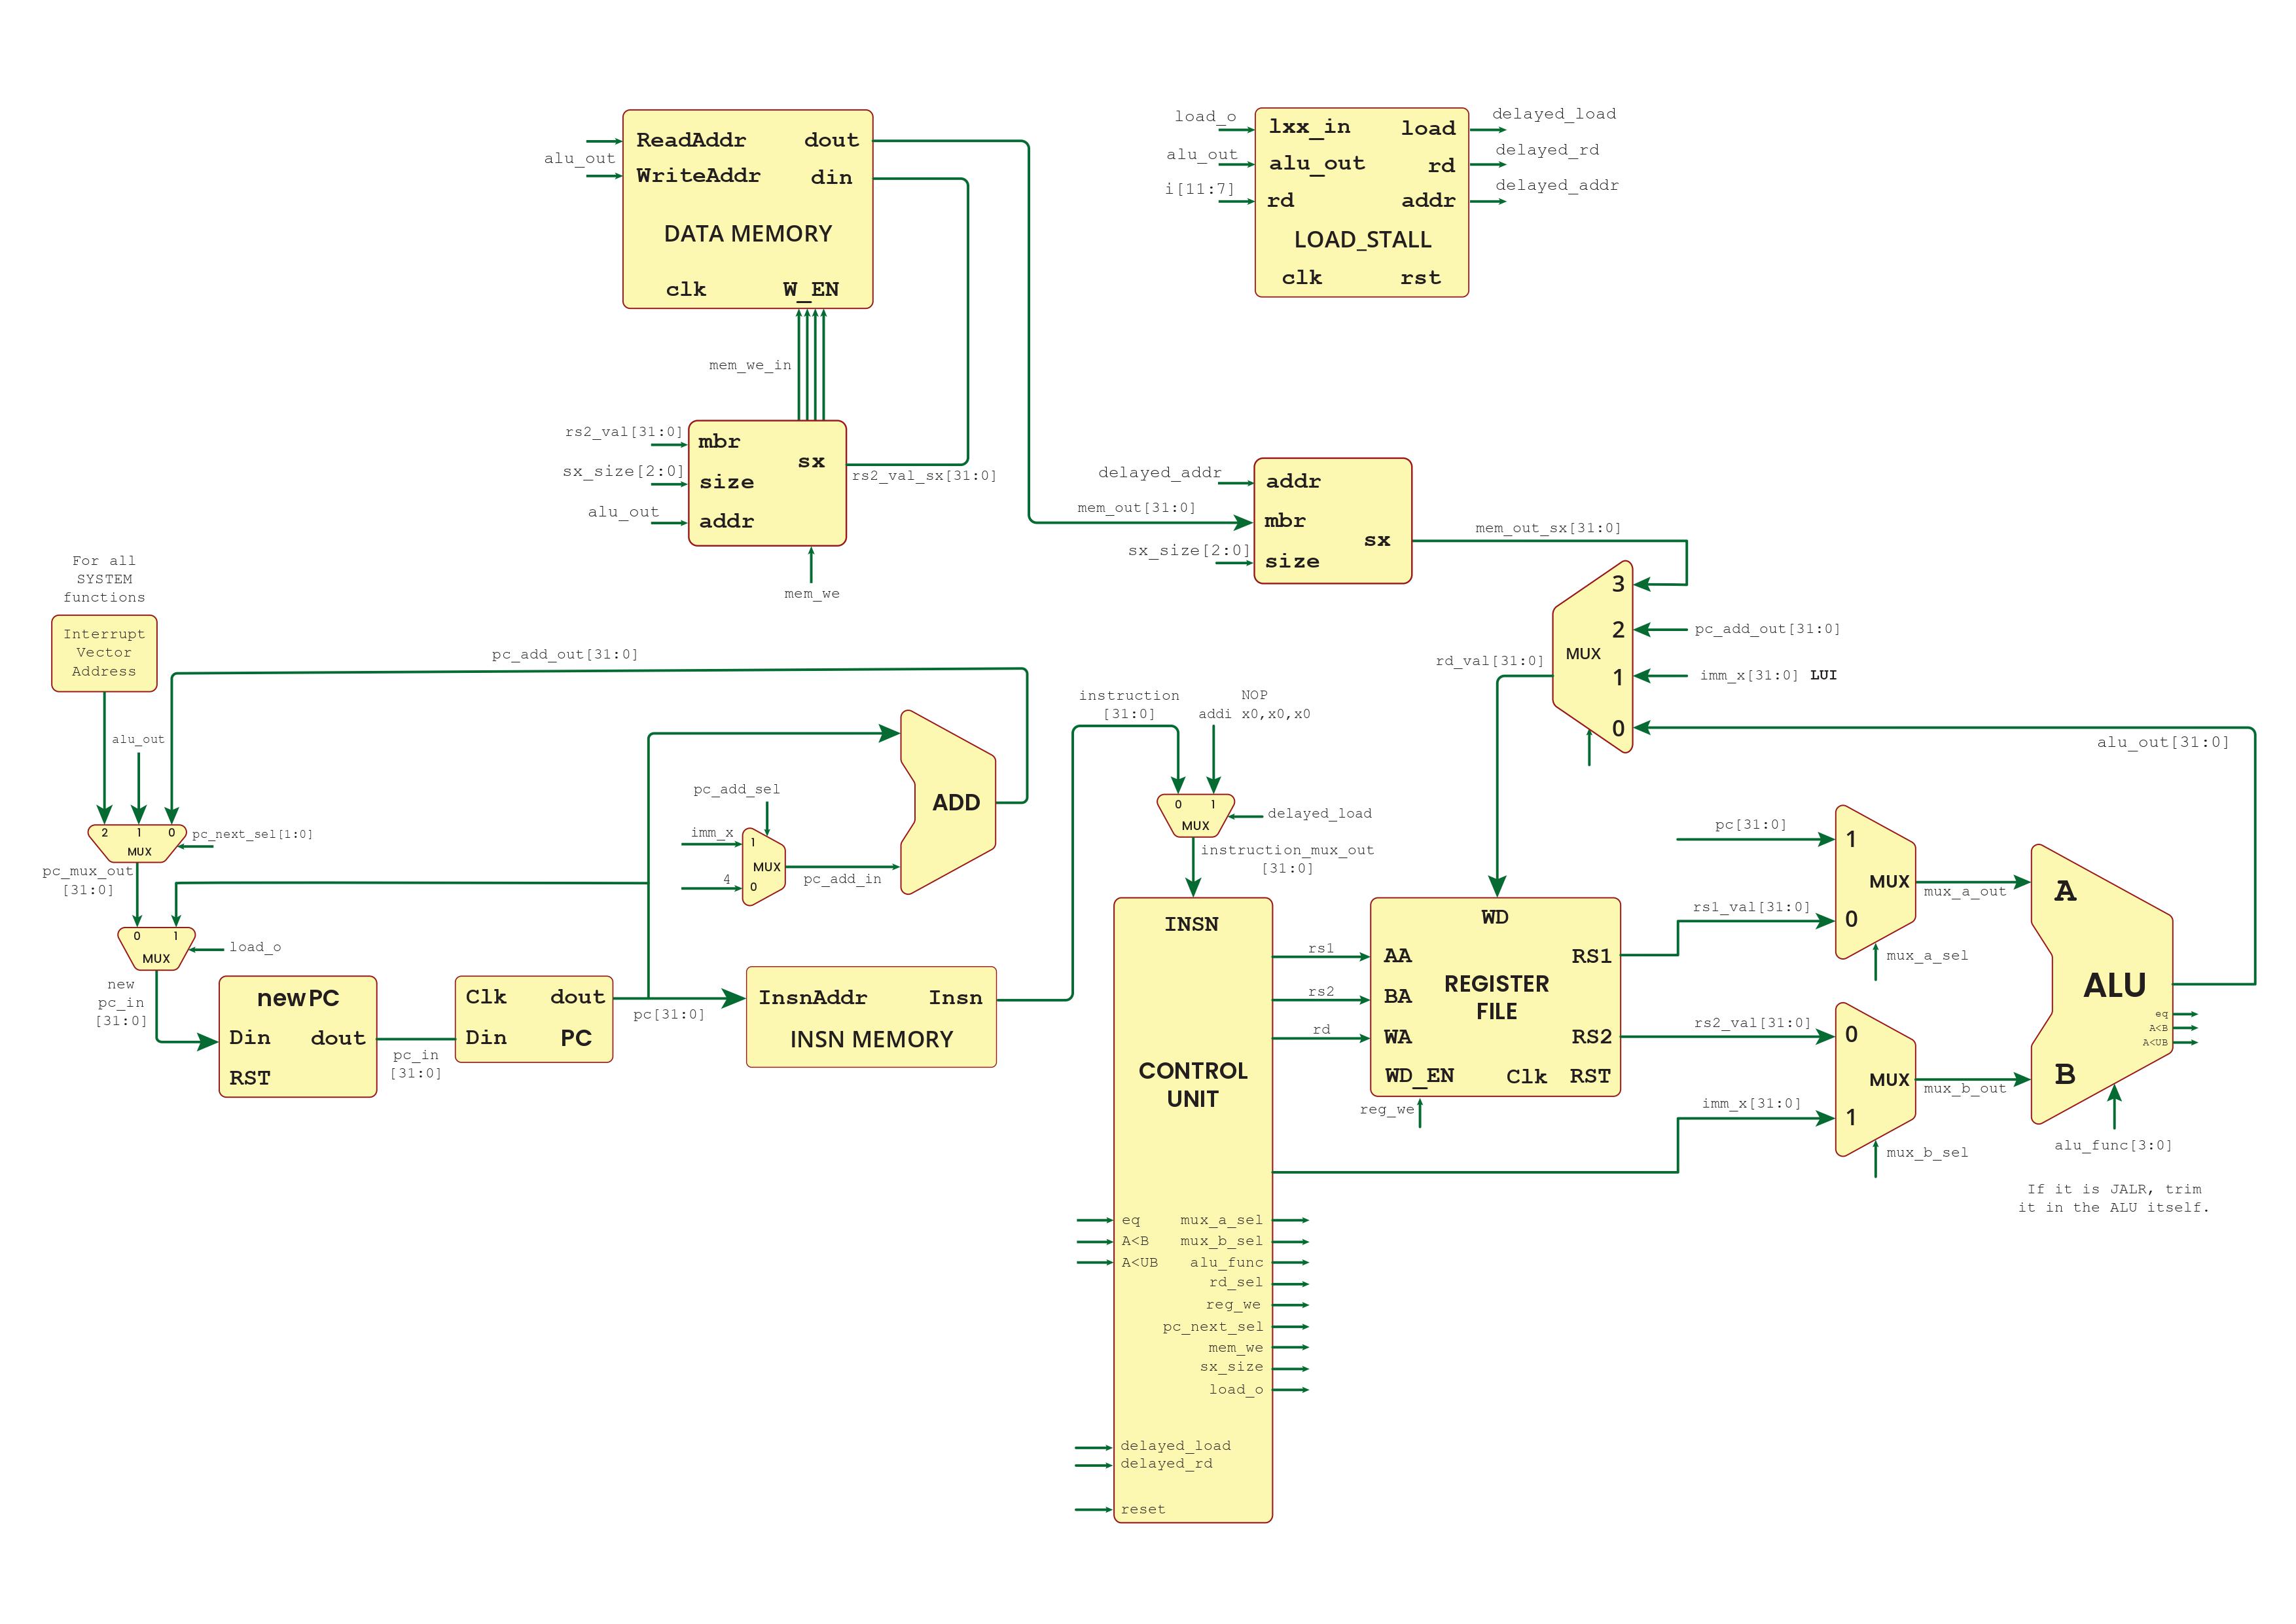 ReadAddr dout
alu_out
WriteAddr din
DATA MEMORY
clk W_EN
load_o
alu_out
i[11:7]
lxx_in load
alu_out rd
rd addr
LOAD_STALL
clk rst
delayed_load
delayed_rd
delayed_addr
mem_we_in
rs2_val[31:0]
sx_size[2:0]
alu_out
mbr
sx
size
addr
rs2_val_sx[31:0]
mem_we
delayed_addr
mem_out[31:0]
sx_size[2:0]
addr
mbr
sx
size
mem_out_sx[31:0]
3
2
MUX
1
0
pc_add_out[31:0]
imm_x[31:0] LUI
rd_val[31:0]
alu_out[31:0]
For all
SYSTEM
functions
Interrupt
Vector
Address
pc_add_out[31:0]
alu_out
2 1 0
MUX
pc_next_sel[1:0]
pc_mux_out
[31:0]
0 1
MUX
load_o
new
pc_in
[31:0]
newPC
Din dout
RST
pc_in
[31:0]
Clk dout
Din PC
pc[31:0]
pc_add_sel
imm_x
4
1
MUX
0
pc_add_in
ADD
InsnAddr Insn
INSN MEMORY
instruction
[31:0]
NOP
addi x0,x0,x0
0 1
MUX
delayed_load
instruction_mux_out
[31:0]
INSN
CONTROL
UNIT
eq mux_a_sel
A<B mux_b_sel
A<UB alu_func
rd_sel
reg_we
pc_next_sel
mem_we
sx_size
load_o
delayed_load
delayed_rd
reset
rs1
rs2
rd
WD
AA RS1
REGISTER
BA
FILE
WA RS2
WD_EN Clk RST
reg_we
pc[31:0]
rs1_val[31:0]
1
MUX
0
mux_a_out
mux_a_sel
rs2_val[31:0]
imm_x[31:0]
0
MUX
1
mux_b_out
mux_b_sel
A
ALU
eq
A<B
A<UB
B
alu_func[3:0]
If it is JALR, trim
it in the ALU itself.